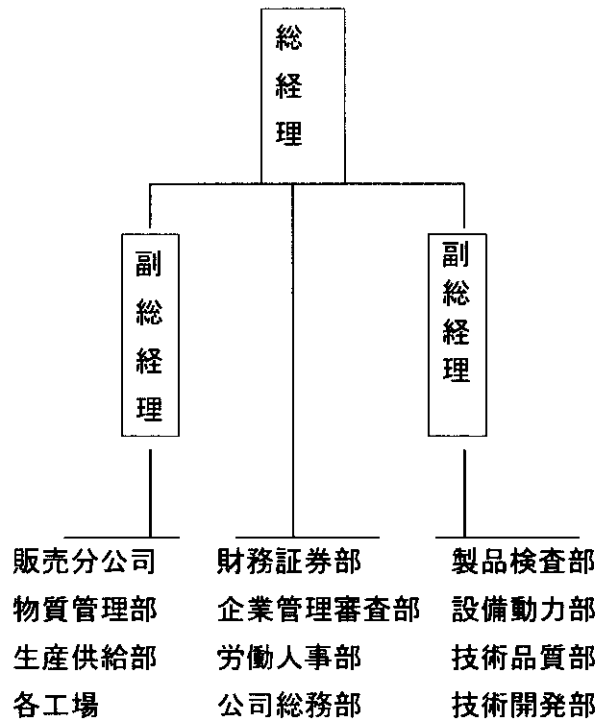 総経理
副総経理
副総経理
販売分公司
物質管理部
生産供給部
各工場
財務証券部
企業管理審査部
労働人事部
公司総務部
製品検査部
設備動力部
技術品質部
技術開発部